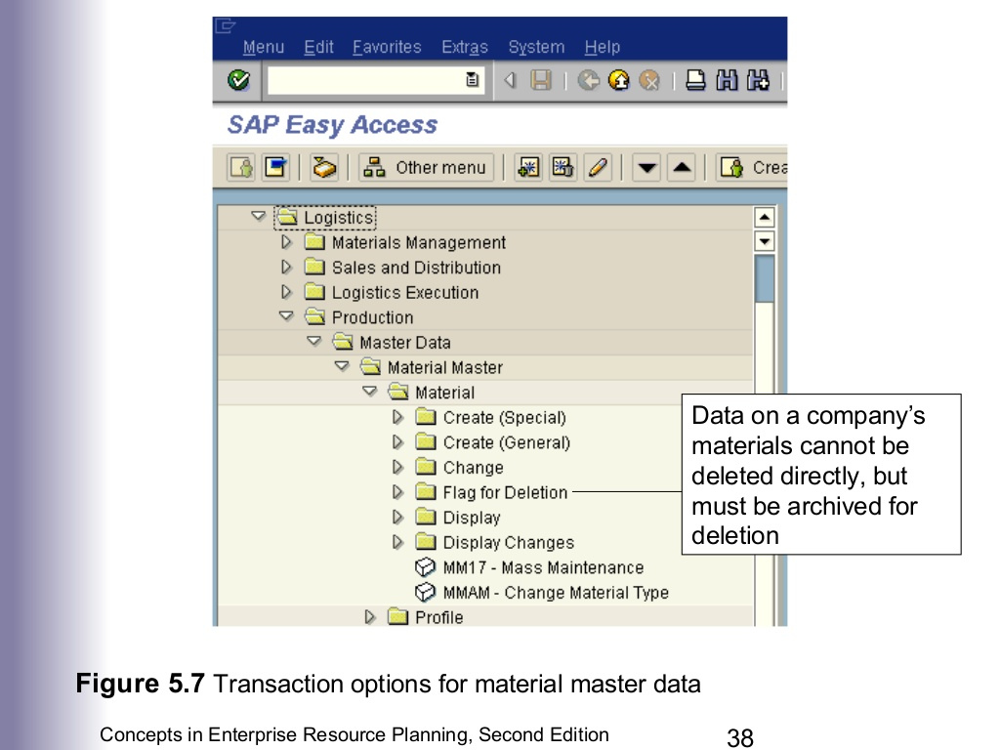 Menu Edit Favorites Extras System Help
SAP Easy Access
Other menu Crea
Logistics
Materials Management
Sales and Distribution
Logistics Execution
Production
Master Data
Material Master
Material
Create (Special)
Create (General)
Change
Flag for Deletion
Display
Display Changes
MM17 - Mass Maintenance
MMAM - Change Material Type
Profile
Data on a company’s
materials cannot be
deleted directly, but
must be archived for
deletion
Figure 5.7 Transaction options for material master data
Concepts in Enterprise Resource Planning, Second Edition
38